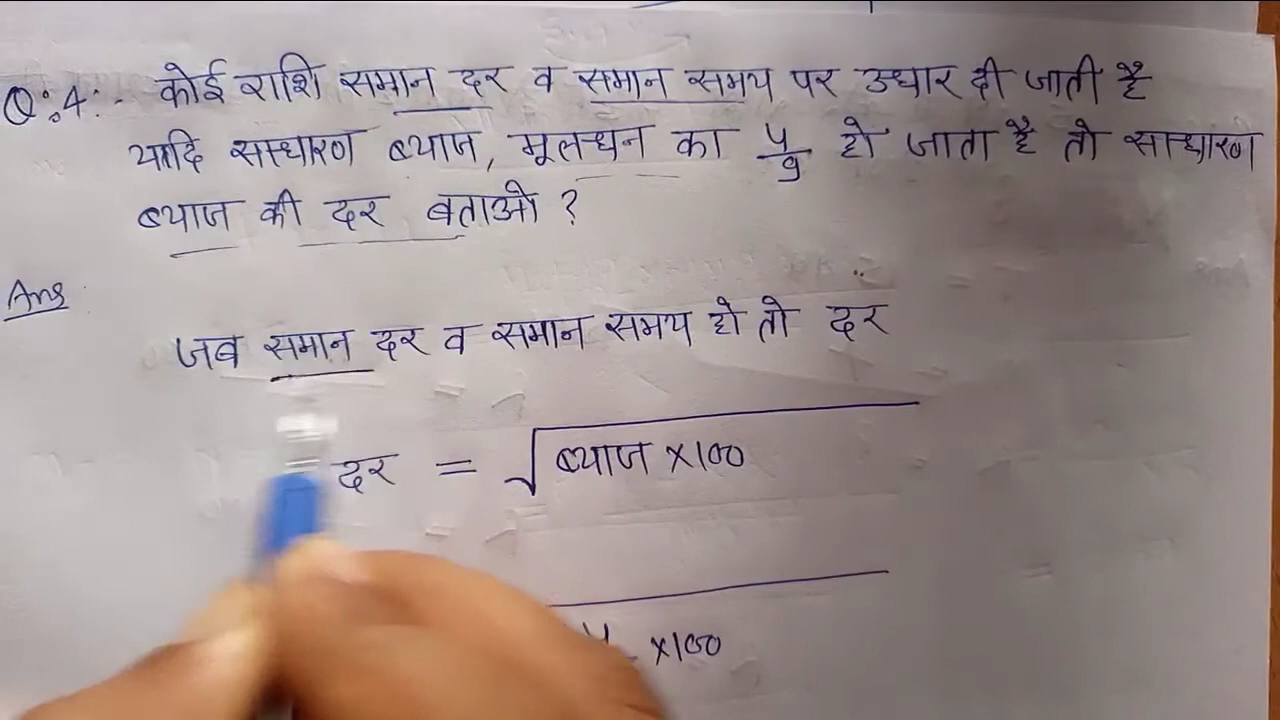 Q:4:- कोई राशि समान दर व समान समय पर उधार दी जाती है
यदि साधारण ब्याज, मूलधन का 4/9 हो जाता है तो साधारण
ब्याज की दर बताओ ?
Ans
जब समान दर व समान समय हो तो दर
दर = √ब्याज ×100
×100